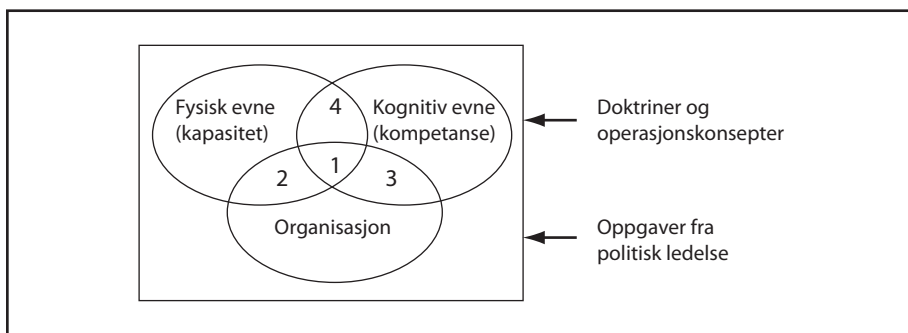 Fysisk evne
(kapasitet)
4
Kognitiv evne
(kompetanse)
2
1
3
Organisasjon
Doktriner og
operasjonskonsepter
Oppgaver fra
politisk ledelse